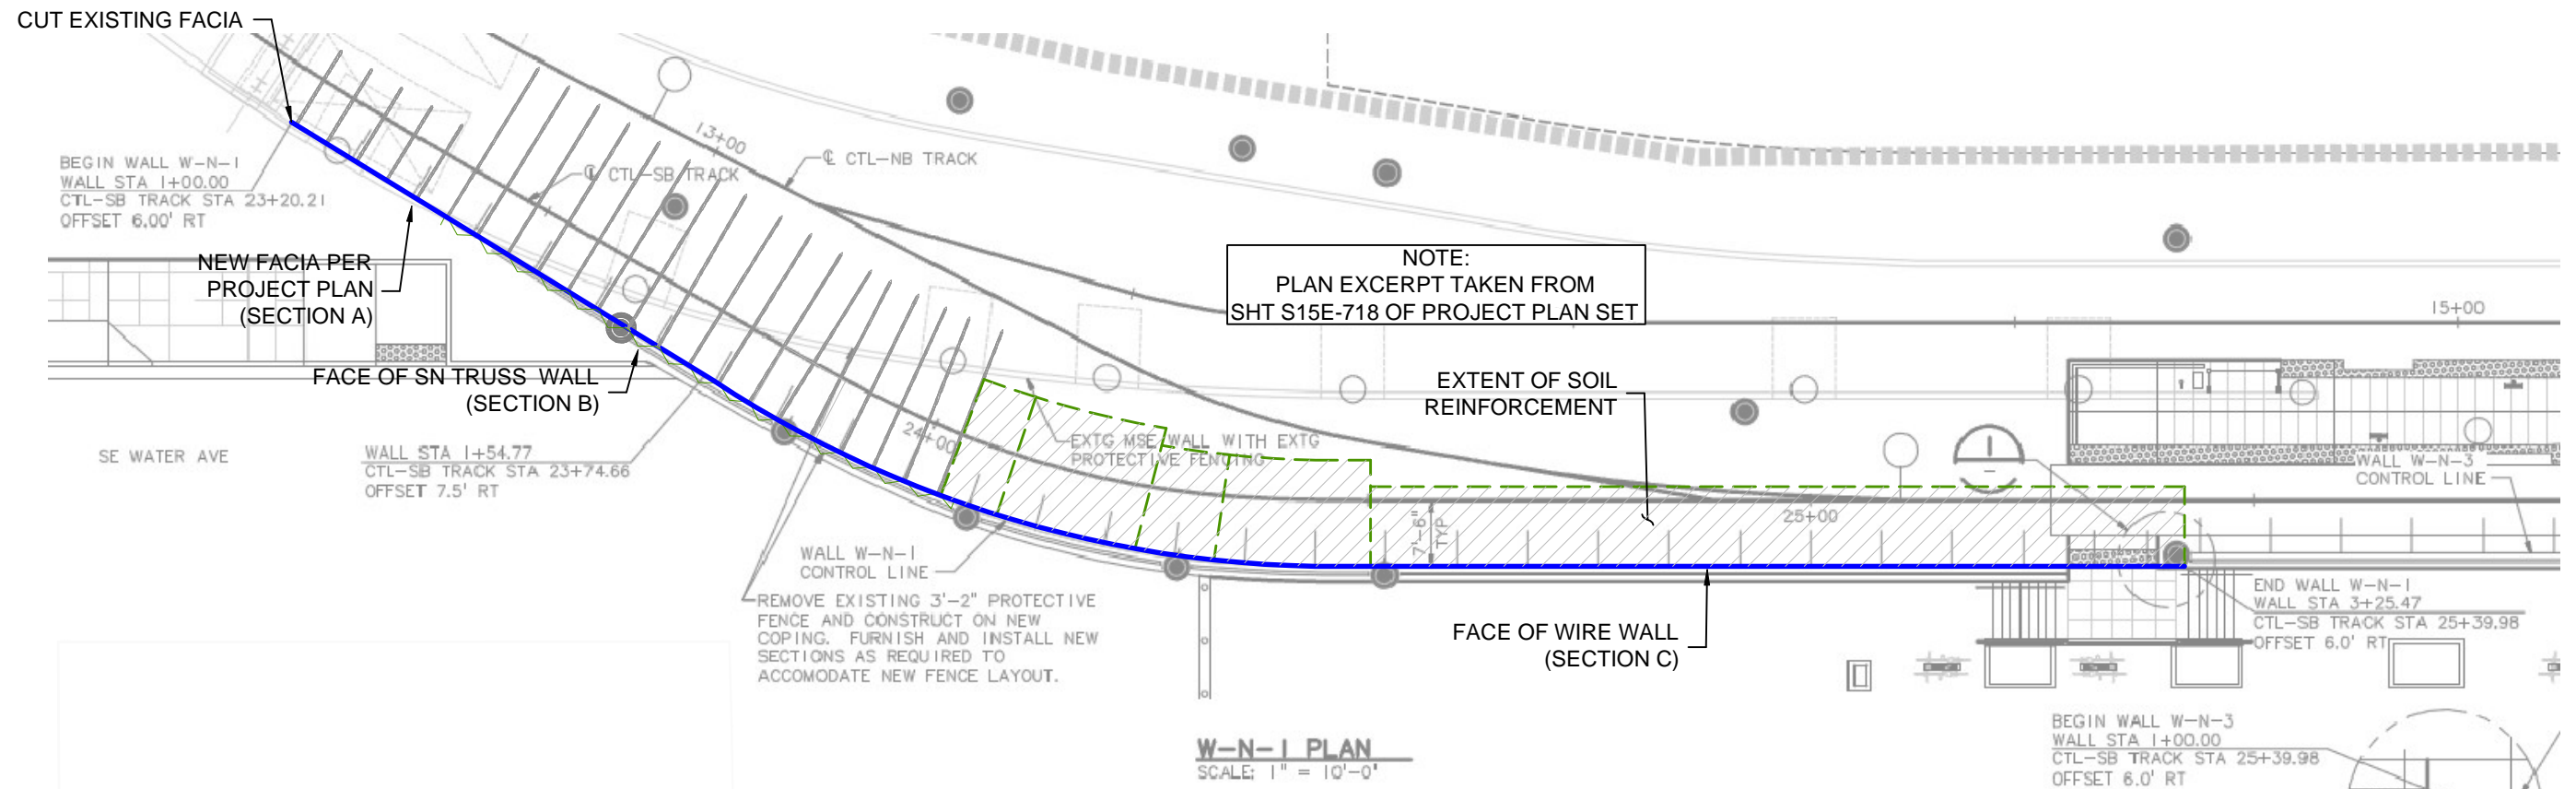 CUT EXISTING FACIA
BEGIN WALL W-N-1
WALL STA 1+00.00
CTL-SB TRACK STA 23+20.21
OFFSET 6.00' RT
13+00
℄ CTL-NB TRACK
℄ CTL-SB TRACK
NEW FACIA PER
PROJECT PLAN
(SECTION A)
NOTE:
PLAN EXCERPT TAKEN FROM
SHT S15E-718 OF PROJECT PLAN SET
15+00
FACE OF SN TRUSS WALL
(SECTION B)
EXTENT OF SOIL
REINFORCEMENT
SE WATER AVE
WALL STA 1+54.77
CTL-SB TRACK STA 23+74.66
OFFSET 7.5' RT
24+00
EXTG MSE WALL WITH EXTG
PROTECTIVE FENCING
1
–
WALL W-N-3
CONTROL LINE
7'-6"
TYP
25+00
WALL W-N-1
CONTROL LINE
REMOVE EXISTING 3'-2" PROTECTIVE
FENCE AND CONSTRUCT ON NEW
COPING. FURNISH AND INSTALL NEW
SECTIONS AS REQUIRED TO
ACCOMODATE NEW FENCE LAYOUT.
FACE OF WIRE WALL
(SECTION C)
END WALL W-N-1
WALL STA 3+25.47
CTL-SB TRACK STA 25+39.98
OFFSET 6.0' RT
W-N-1 PLAN
SCALE: 1" = 10'-0"
BEGIN WALL W-N-3
WALL STA 1+00.00
CTL-SB TRACK STA 25+39.98
OFFSET 6.0' RT